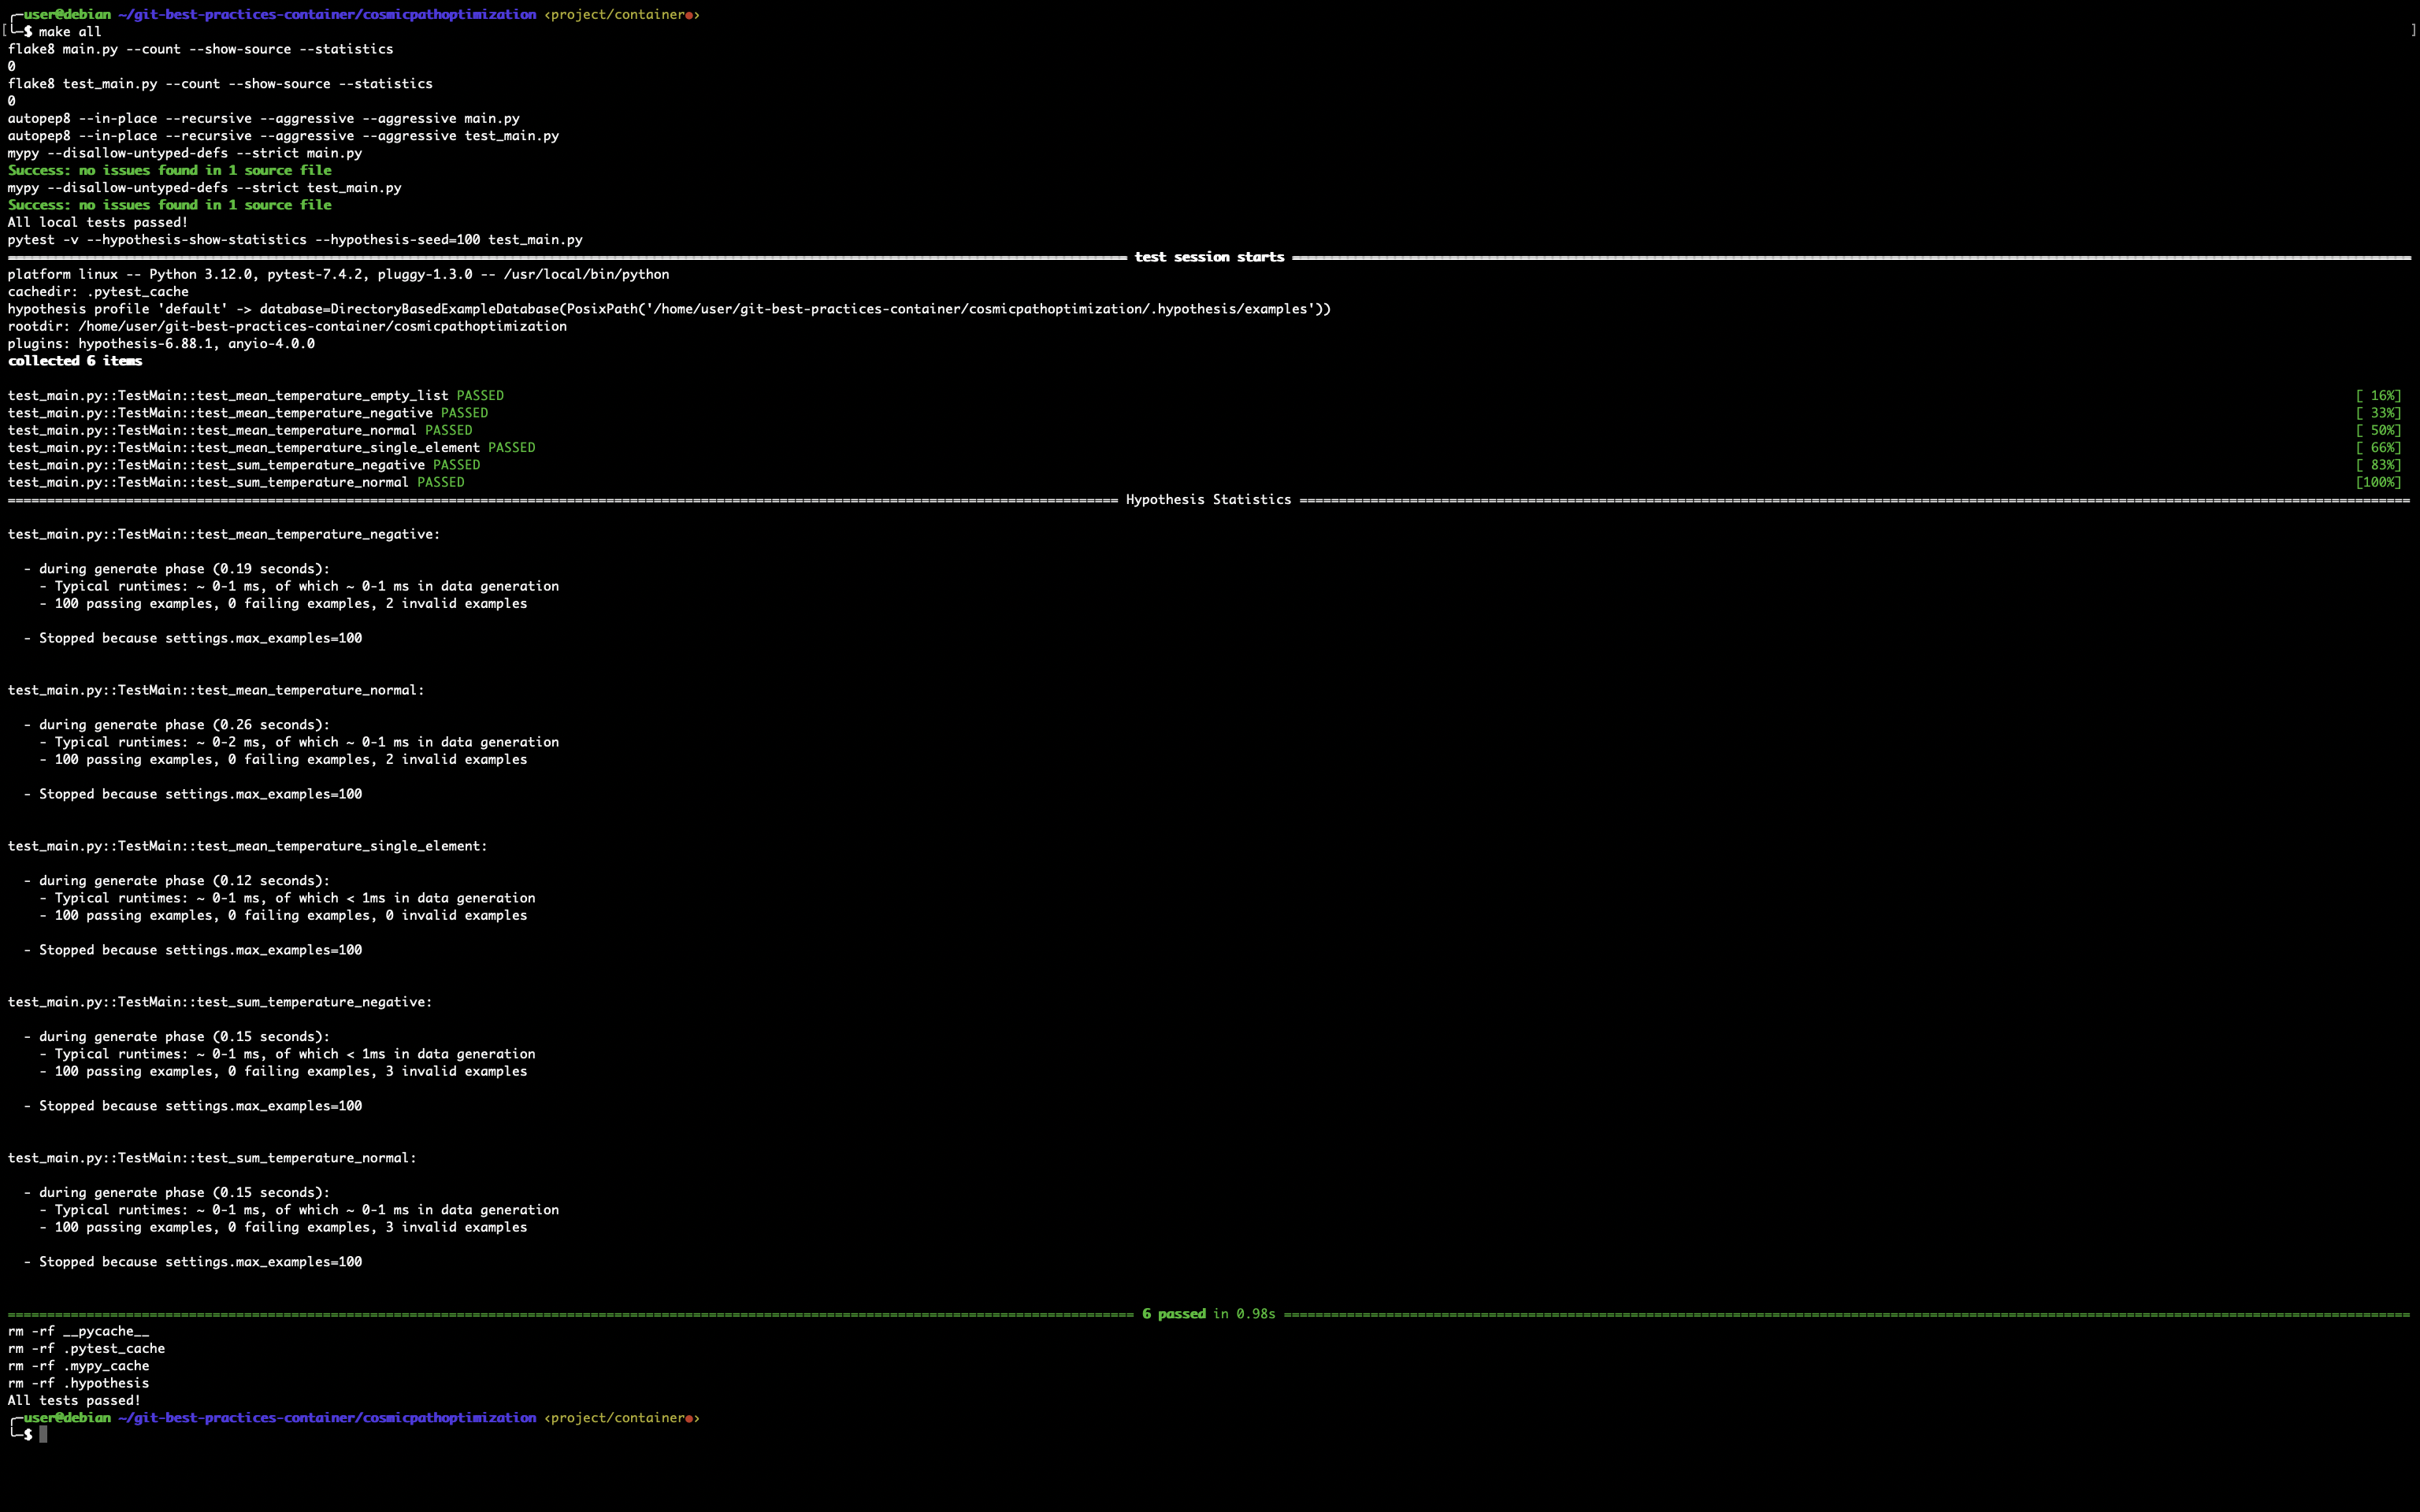 ╭─user@debian ~/git-best-practices-container/cosmicpathoptimization ‹project/container●›
[╰─$ make all ]
flake8 main.py --count --show-source --statistics
0
flake8 test_main.py --count --show-source --statistics
0
autopep8 --in-place --recursive --aggressive --aggressive main.py
autopep8 --in-place --recursive --aggressive --aggressive test_main.py
mypy --disallow-untyped-defs --strict main.py
Success: no issues found in 1 source file
mypy --disallow-untyped-defs --strict test_main.py
Success: no issues found in 1 source file
All local tests passed!
pytest -v --hypothesis-show-statistics --hypothesis-seed=100 test_main.py
test session starts
platform linux -- Python 3.12.0, pytest-7.4.2, pluggy-1.3.0 -- /usr/local/bin/python
cachedir: .pytest_cache
hypothesis profile 'default' -> database=DirectoryBasedExampleDatabase(PosixPath('/home/user/git-best-practices-container/cosmicpathoptimization/.hypothesis/examples'))
rootdir: /home/user/git-best-practices-container/cosmicpathoptimization
plugins: hypothesis-6.88.1, anyio-4.0.0
collected 6 items
test_main.py::TestMain::test_mean_temperature_empty_list PASSED [ 16%]
test_main.py::TestMain::test_mean_temperature_negative PASSED [ 33%]
test_main.py::TestMain::test_mean_temperature_normal PASSED [ 50%]
test_main.py::TestMain::test_mean_temperature_single_element PASSED [ 66%]
test_main.py::TestMain::test_sum_temperature_negative PASSED [ 83%]
test_main.py::TestMain::test_sum_temperature_normal PASSED [100%]
Hypothesis Statistics
test_main.py::TestMain::test_mean_temperature_negative:
- during generate phase (0.19 seconds):
- Typical runtimes: ~ 0-1 ms, of which ~ 0-1 ms in data generation
- 100 passing examples, 0 failing examples, 2 invalid examples
- Stopped because settings.max_examples=100
test_main.py::TestMain::test_mean_temperature_normal:
- during generate phase (0.26 seconds):
- Typical runtimes: ~ 0-2 ms, of which ~ 0-1 ms in data generation
- 100 passing examples, 0 failing examples, 2 invalid examples
- Stopped because settings.max_examples=100
test_main.py::TestMain::test_mean_temperature_single_element:
- during generate phase (0.12 seconds):
- Typical runtimes: ~ 0-1 ms, of which < 1ms in data generation
- 100 passing examples, 0 failing examples, 0 invalid examples
- Stopped because settings.max_examples=100
test_main.py::TestMain::test_sum_temperature_negative:
- during generate phase (0.15 seconds):
- Typical runtimes: ~ 0-1 ms, of which < 1ms in data generation
- 100 passing examples, 0 failing examples, 3 invalid examples
- Stopped because settings.max_examples=100
test_main.py::TestMain::test_sum_temperature_normal:
- during generate phase (0.15 seconds):
- Typical runtimes: ~ 0-1 ms, of which ~ 0-1 ms in data generation
- 100 passing examples, 0 failing examples, 3 invalid examples
- Stopped because settings.max_examples=100
6 passed in 0.98s
rm -rf __pycache__
rm -rf .pytest_cache
rm -rf .mypy_cache
rm -rf .hypothesis
All tests passed!
╭─user@debian ~/git-best-practices-container/cosmicpathoptimization ‹project/container●›
╰─$